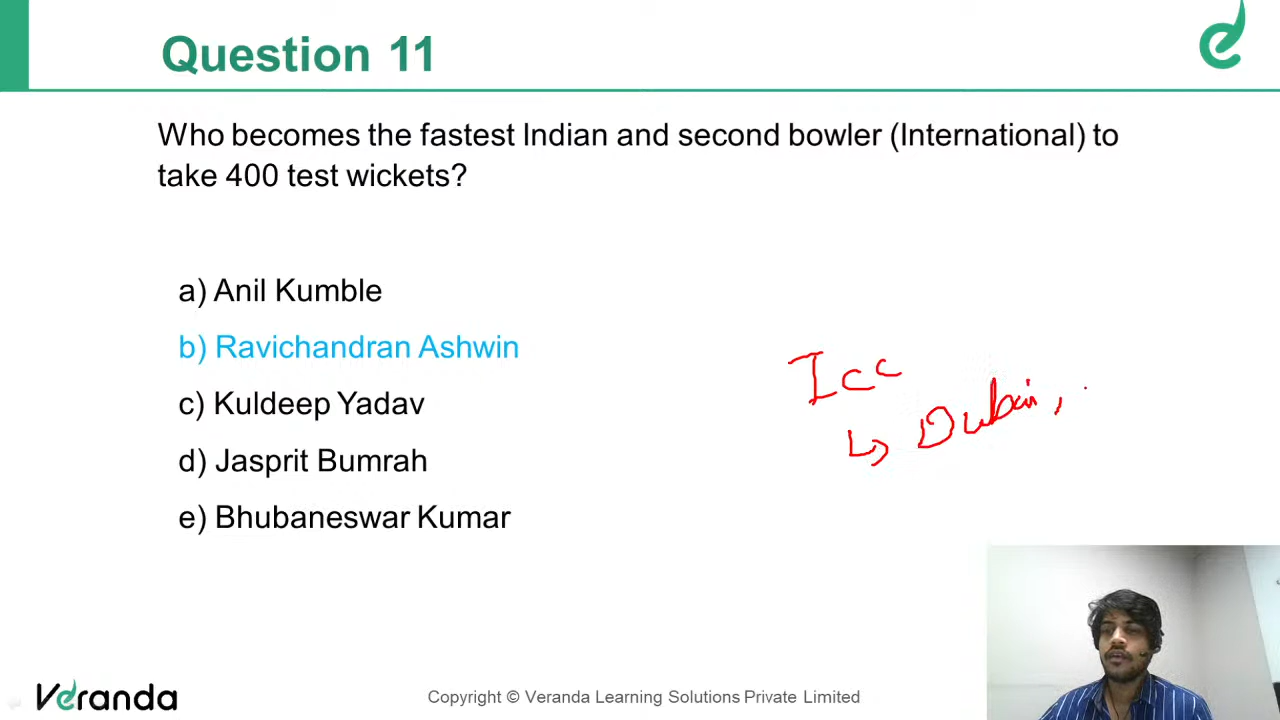 Question 11
Who becomes the fastest Indian and second bowler (International) to
take 400 test wickets?
a) Anil Kumble
b) Ravichandran Ashwin
c) Kuldeep Yadav
d) Jasprit Bumrah
e) Bhubaneswar Kumar
Icc
↳ Dubai,
Veranda
Copyright © Veranda Learning Solutions Private Limited